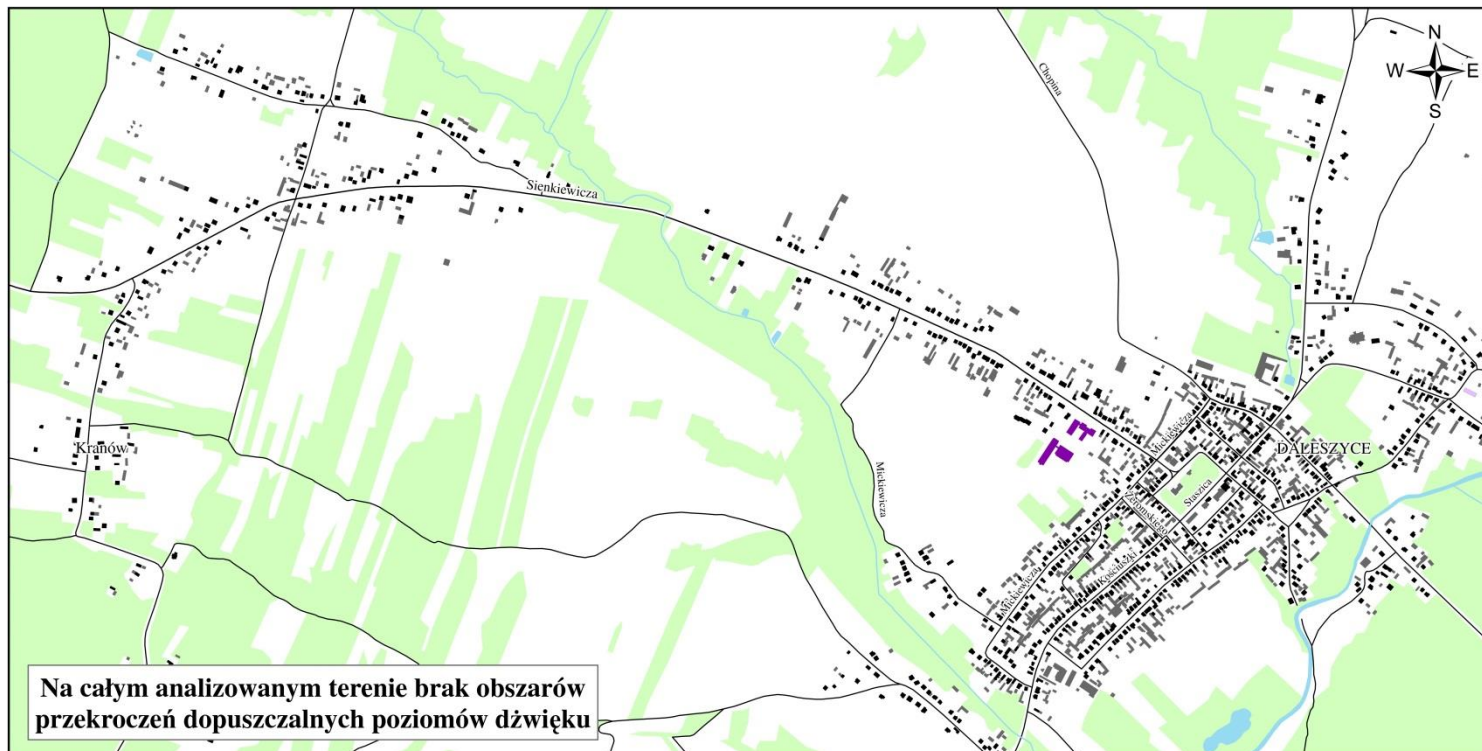 N
W E
S
Chopina
Sienkiewicza
Mickiewicza
DALESZYCE
Kranów
Staszica
Mickiewicza
Żeromskiego
Kościuszki
Mickiewicza
Na całym analizowanym terenie brak obszarów
przekroczeń dopuszczalnych poziomów dźwięku